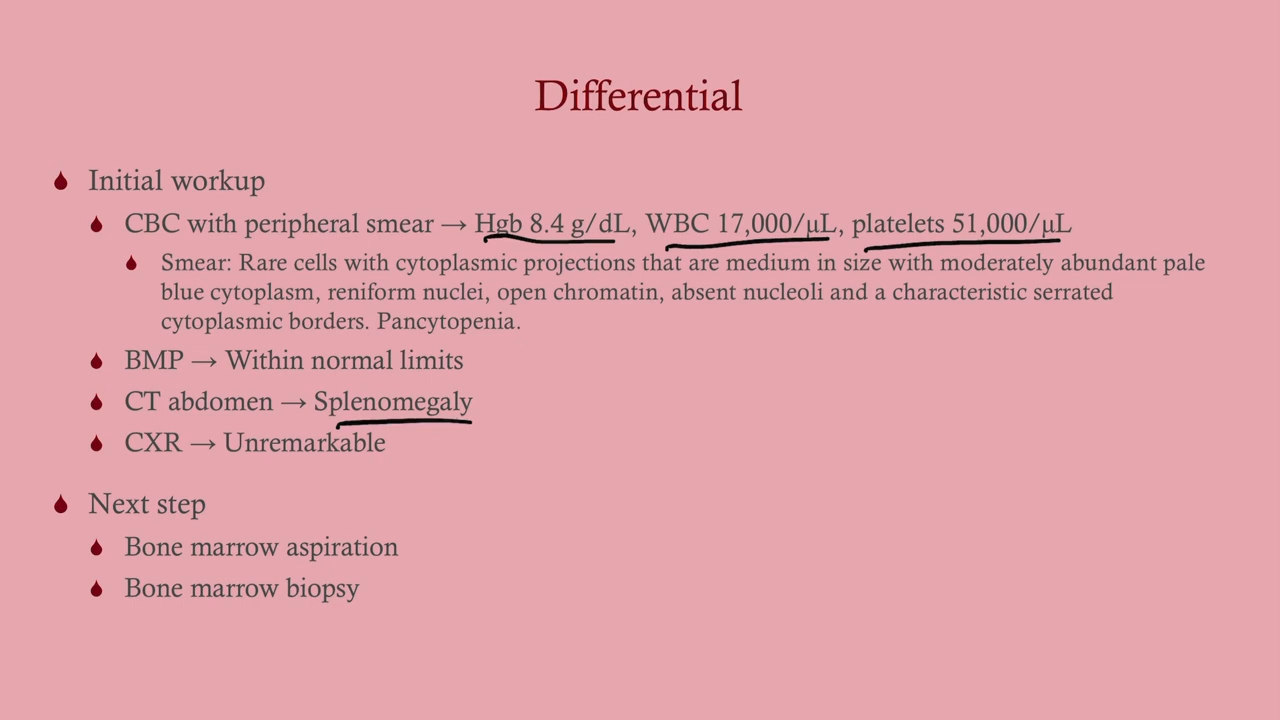 Differential
Initial workup
CBC with peripheral smear → Hgb 8.4 g/dL, WBC 17,000/μL, platelets 51,000/μL
Smear: Rare cells with cytoplasmic projections that are medium in size with moderately abundant pale
blue cytoplasm, reniform nuclei, open chromatin, absent nucleoli and a characteristic serrated
cytoplasmic borders. Pancytopenia.
BMP → Within normal limits
CT abdomen → Splenomegaly
CXR → Unremarkable
Next step
Bone marrow aspiration
Bone marrow biopsy